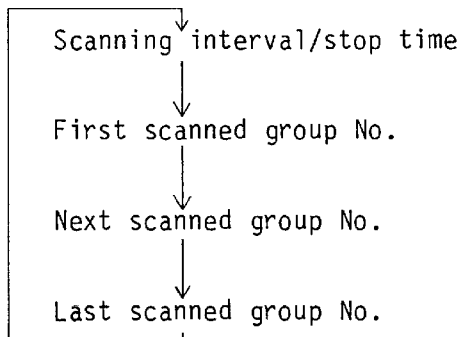 Scanning interval/stop time
First scanned group No.
Next scanned group No.
Last scanned group No.